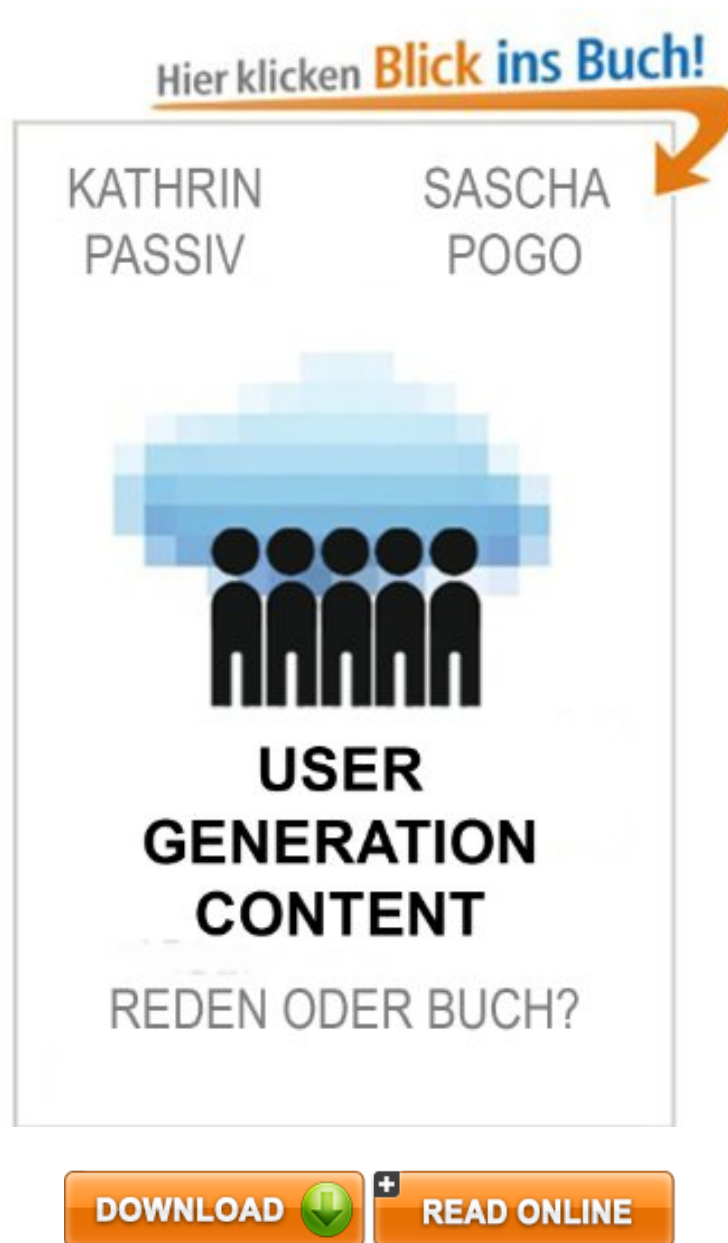 Hier klicken Blick ins Buch!
KATHRIN
PASSIV
SASCHA
POGO
USER
GENERATION
CONTENT
REDEN ODER BUCH?
DOWNLOAD
READ ONLINE